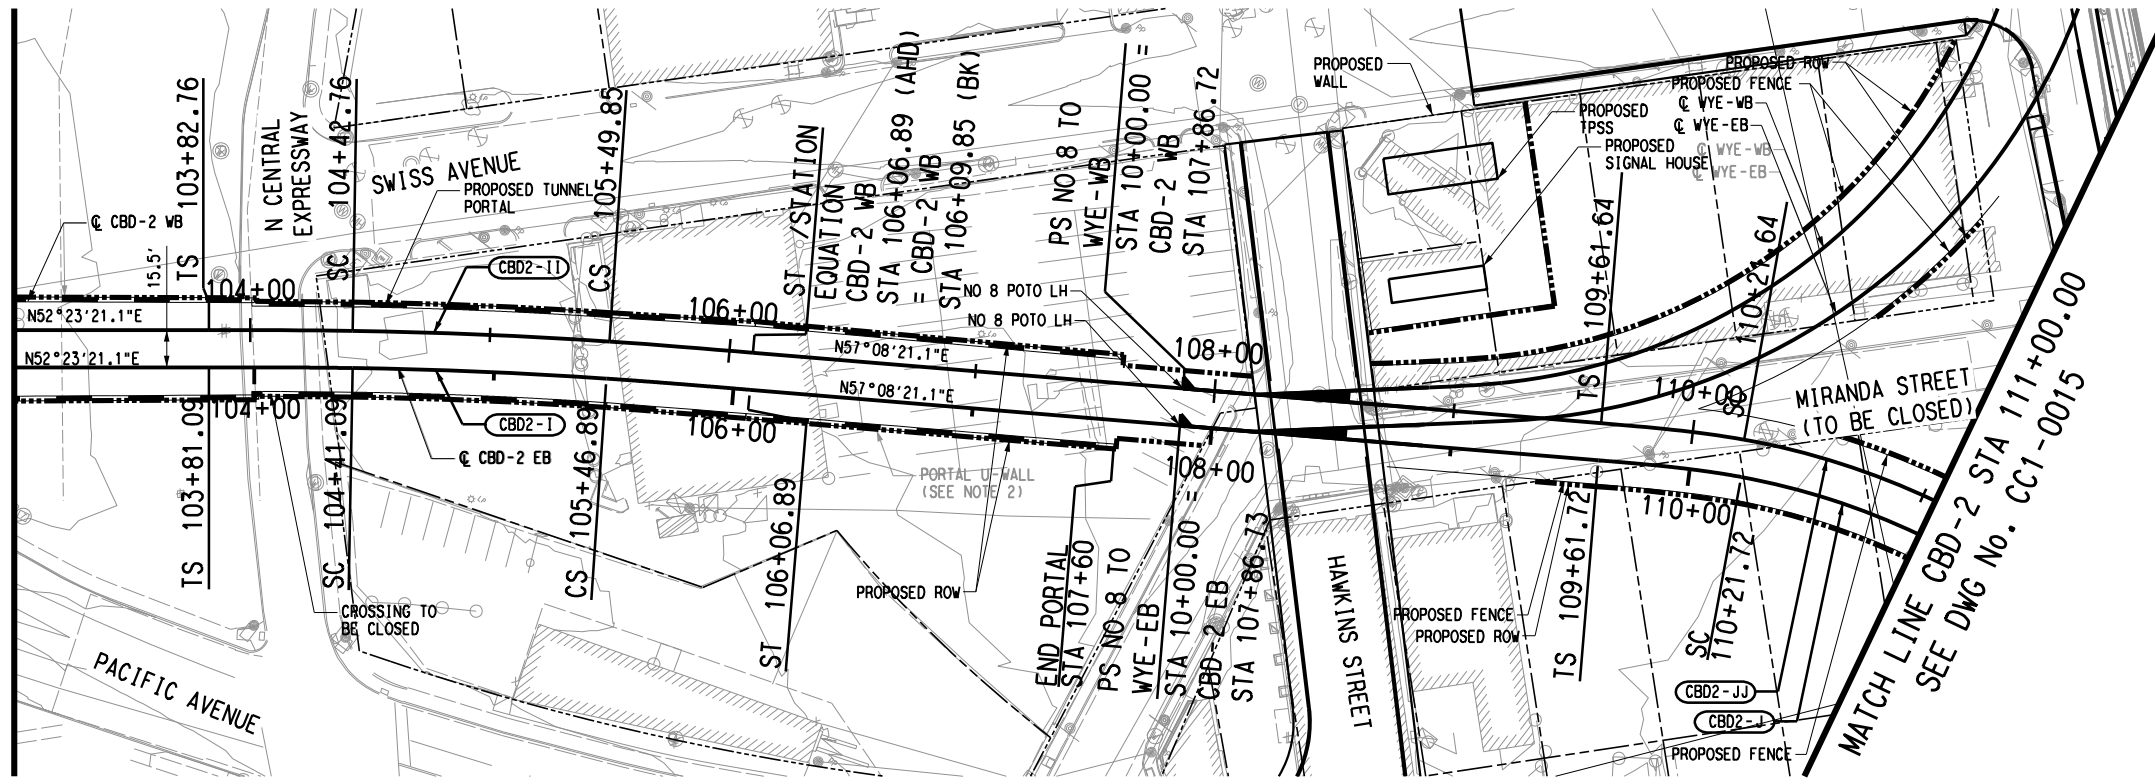 TS 103+82.76
N CENTRAL
EXPRESSWAY
SC 104+42.76
SWISS AVENUE
PROPOSED TUNNEL
PORTAL
CS 105+49.85
ST /STATION
EQUATION
CBD-2 WB
STA 106+06.89 (AHD)
= CBD-2 WB
STA 106+09.85 (BK)
PS NO 8 TO
WYE-WB
STA 10+00.00 =
CBD-2 WB
STA 107+86.72
PROPOSED
WALL
PROPOSED
TPSS
PROPOSED
SIGNAL HOUSE
PROPOSED ROW
PROPOSED FENCE
℄ WYE-WB
℄ WYE-EB
℄ WYE-WB
℄ WYE-EB
TS 109+61.64
SC 110+21.64
℄ CBD-2 WB
15.5'
104+00
CBD2-II
106+00
NO 8 POTO LH
NO 8 POTO LH
N52°23'21.1"E
N57°08'21.1"E
108+00
N52°23'21.1"E
N57°08'21.1"E
110+00
MIRANDA STREET
(TO BE CLOSED)
104+00
CBD2-I
℄ CBD-2 EB
106+00
108+00
110+00
PORTAL U-WALL
(SEE NOTE 2)
TS 103+81.09
SC 104+41.09
CS 105+46.89
ST 106+06.89
CROSSING TO
BE CLOSED
PACIFIC AVENUE
PROPOSED ROW
END PORTAL
STA 107+60
PS NO 8 TO
WYE-EB
STA 10+00.00 =
CBD-2 EB
STA 107+86.73
HAWKINS STREET
PROPOSED FENCE
PROPOSED ROW
TS 109+61.72
SC 110+21.72
CBD2-JJ
CBD2-J
PROPOSED FENCE
MATCH LINE CBD-2 STA 111+00.00
SEE DWG No. CC1-0015